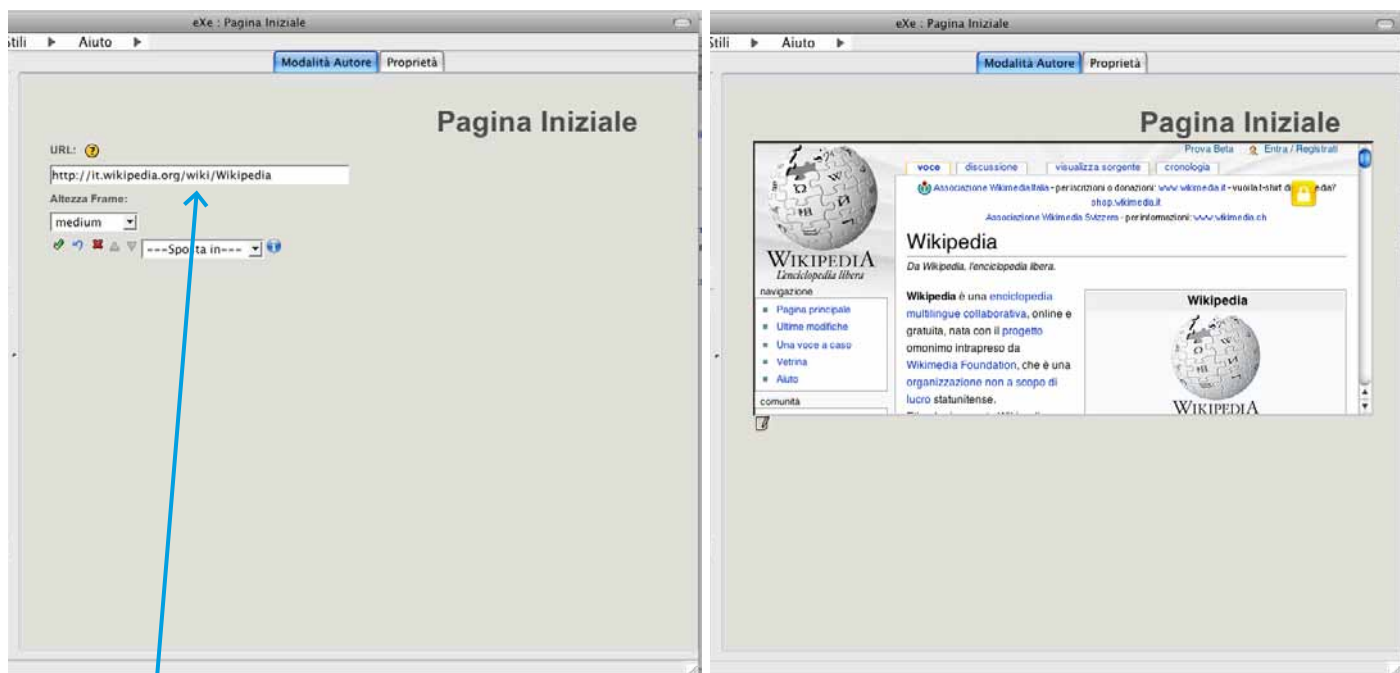 eXe : Pagina Iniziale
Stili Aiuto
Modalità Autore Proprietà
Pagina Iniziale
URL:
http://it.wikipedia.org/wiki/Wikipedia
Altezza Frame:
medium
---Sposta in---
eXe : Pagina Iniziale
Stili Aiuto
Modalità Autore Proprietà
Pagina Iniziale
Prova Beta Entra / Registrati
voce discussione visualizza sorgente cronologia
Associazione Wikimedia Italia - per iscrizioni o donazioni: www.wikimedia.it - vuoi la t-shirt di
shop.wikimedia.it
Associazione Wikimedia Svizzera - per informazioni: www.wikimedia.ch
WIKIPEDIA
L'enciclopedia libera
navigazione
Pagina principale
Ultime modifiche
Una voce a caso
Vetrina
Aiuto
comunità
Wikipedia
Da Wikipedia, l'enciclopedia libera.
Wikipedia è una enciclopedia
multilingue collaborativa, online e
gratuita, nata con il progetto
omonimo intrapreso da
Wikimedia Foundation, che è una
organizzazione non a scopo di
lucro statunitense.
Wikipedia
WIKIPEDIA